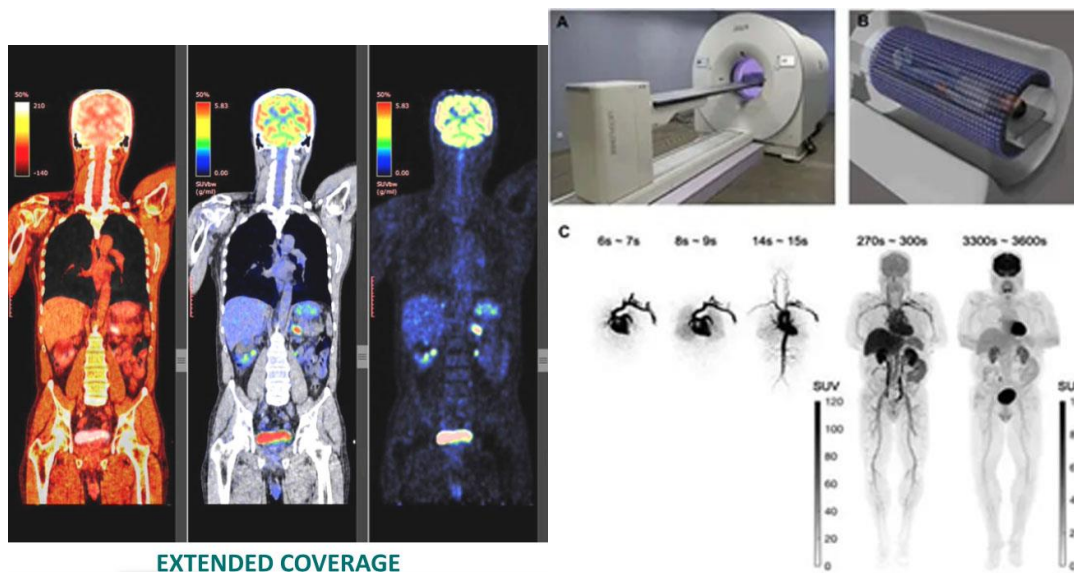 50%
210
-140
50%
5.83
0.00
SUVbw
(g/ml)
50%
5.83
0.00
SUVbw
(g/ml)
EXTENDED COVERAGE
A
B
C
6s ~ 7s
8s ~ 9s
14s ~ 15s
270s ~ 300s
3300s ~ 3600s
SUV
120
100
80
60
40
20
0
SUV